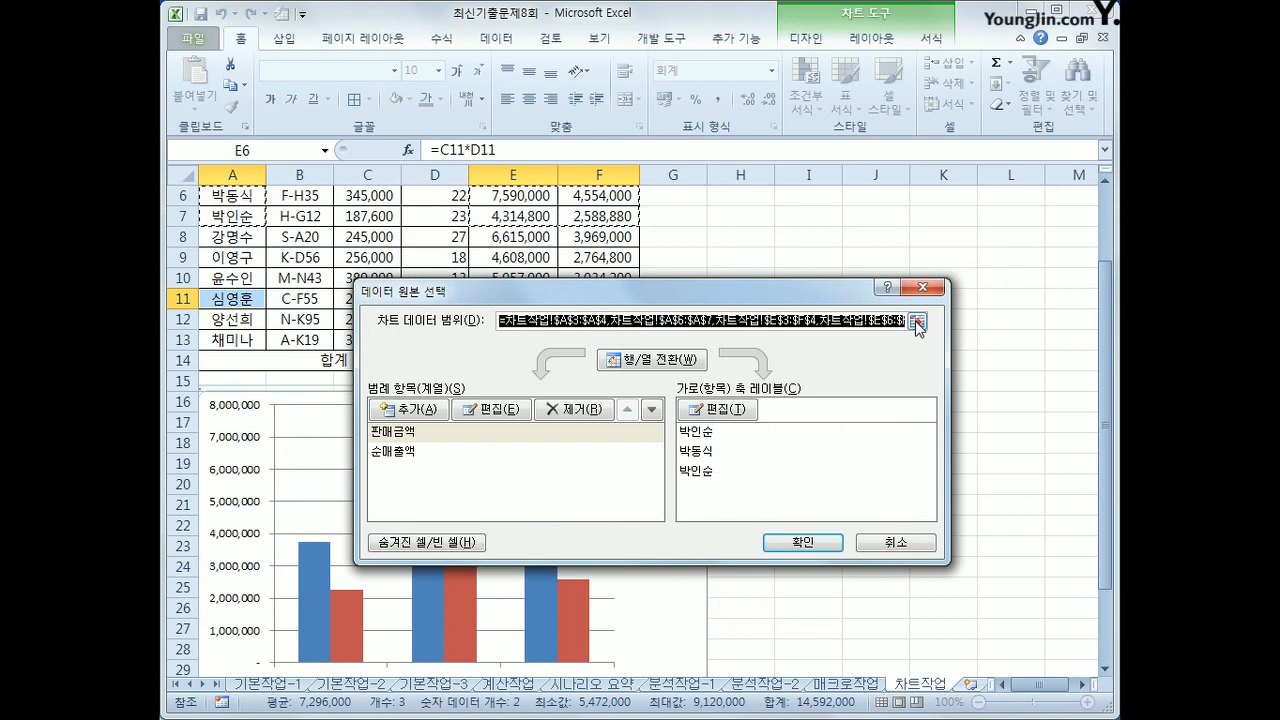 최신기출문제8회 - Microsoft Excel
차트 도구
YoungJin.com Y.
파일 홈 삽입 페이지 레이아웃 수식 데이터 검토 보기 개발 도구 추가 기능 디자인 레이아웃 서식
붙여넣기
10
가 가 가 가 가
회계
% ,
조건부 서식
표 서식
셀 스타일
삽입
삭제
서식
정렬 및 필터
찾기 및 선택
클립보드 글꼴 맞춤 표시 형식 스타일 셀 편집
E6 fx =C11*D11
A B C D E F G H I J K L M
6 박동식 F-H35 345,000 22 7,590,000 4,554,000
7 박인순 H-G12 187,600 23 4,314,800 2,588,880
8 강명수 S-A20 245,000 27 6,615,000 3,969,000
9 이영구 K-D56 256,000 18 4,608,000 2,764,800
10 윤수인 M-N43
11 심영훈 C-F55 2
12 양선희 N-K95
13 채미나 A-K19 3
14 합계
15
16
17
18
19
20
21
22
23
24
25
26
27
28
29
8,000,000
7,000,000
6,000,000
5,000,000
4,000,000
3,000,000
2,000,000
1,000,000
-
데이터 원본 선택
차트 데이터 범위(D): =차트작업!$A$3:$A$4,차트작업!$A$6:$A$7,차트작업!$E$3:$F$4,차트작업!$E$6:$
행/열 전환(W)
범례 항목(계열)(S)
추가(A) 편집(E) 제거(R)
판매금액
순매출액
가로(항목) 축 레이블(C)
편집(T)
박인순
박동식
박인순
숨겨진 셀/빈 셀(H) 확인 취소
기본작업-1 기본작업-2 기본작업-3 계산작업 시나리오 요약 분석작업-1 분석작업-2 매크로작업 차트작업
참조 평균: 7,296,000 개수: 3 숫자 데이터 개수: 2 최소값: 5,472,000 최대값: 9,120,000 합계: 14,592,000 100%